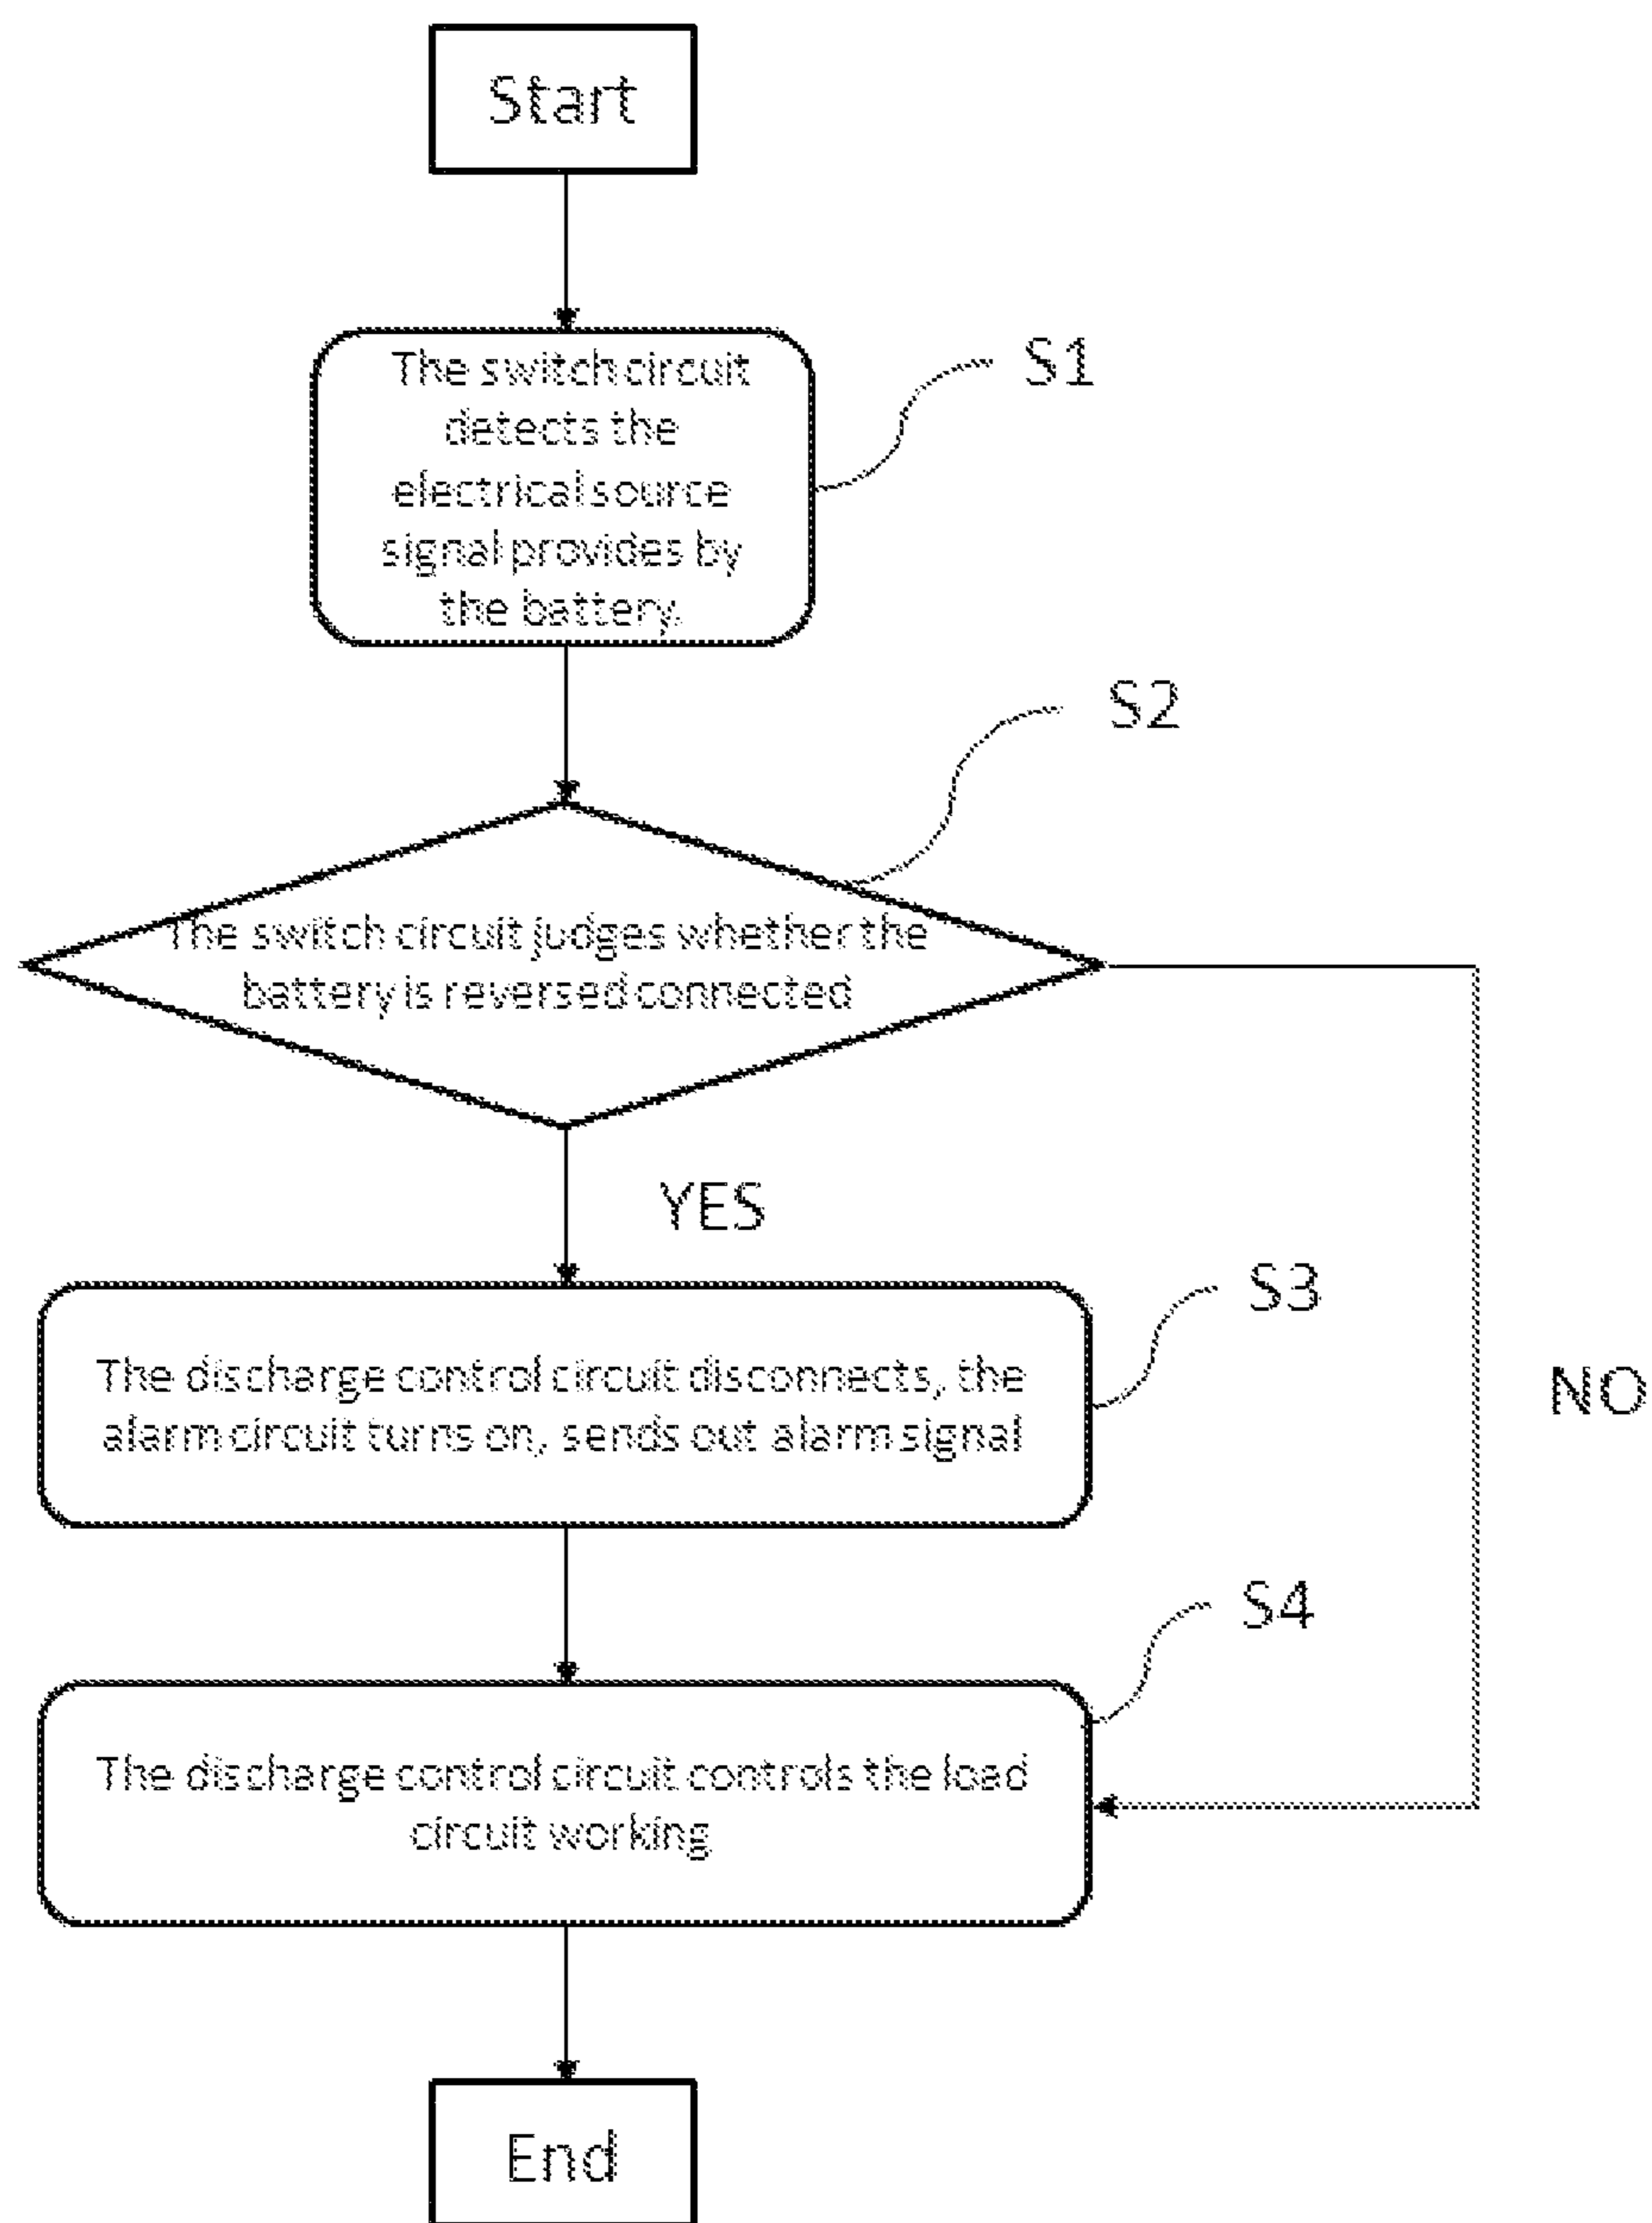 Start
The switch circuit
detects the
electrical source
signal provides by
the battery.
S1
S2
The switch circuit judges whether the
battery is reversed connected
YES
S3
The discharge control circuit disconnects, the
alarm circuit turns on, sends out alarm signal
NO
S4
The discharge control circuit controls the load
circuit working
End